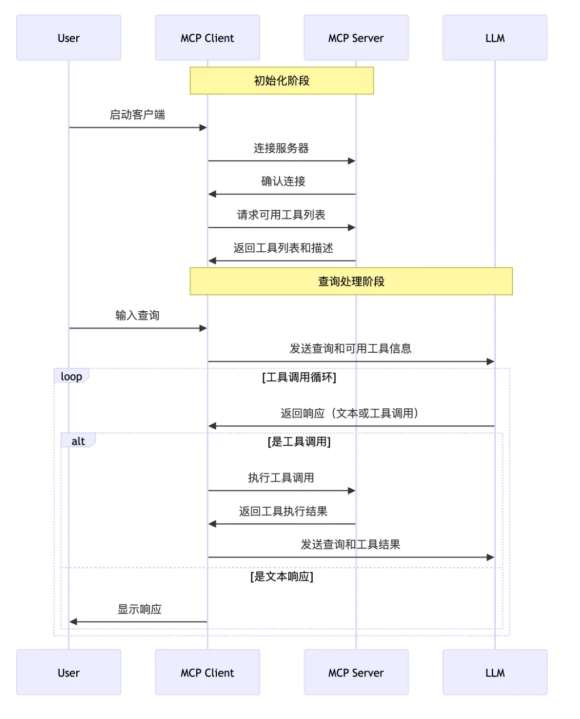 User MCP Client MCP Server LLM
初始化阶段
启动客户端
连接服务器
确认连接
请求可用工具列表
返回工具列表和描述
查询处理阶段
输入查询
发送查询和可用工具信息
loop [工具调用循环]
返回响应（文本或工具调用）
alt [是工具调用]
执行工具调用
返回工具执行结果
发送查询和工具结果
[是文本响应]
显示响应
User MCP Client MCP Server LLM